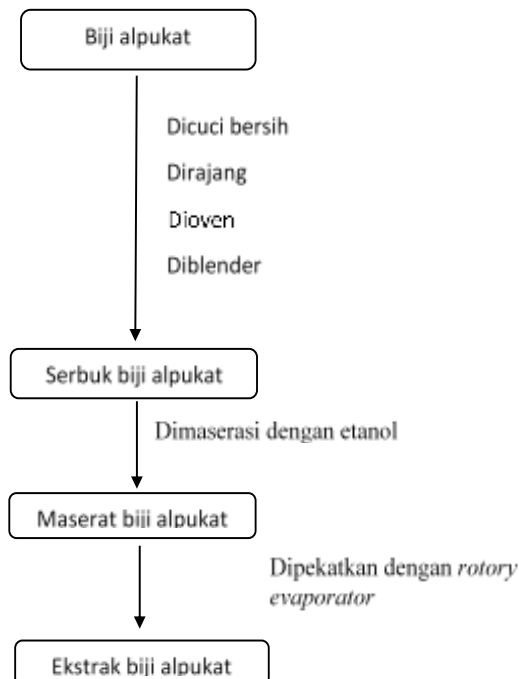 Biji alpukat
Dicuci bersih
Dirajang
Dioven
Diblender
Serbuk biji alpukat
Dimaserasi dengan etanol
Maserat biji alpukat
Dipekatkan dengan rotory
evaporator
Ekstrak biji alpukat